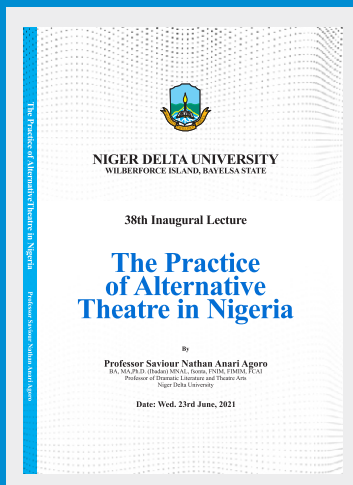 The Practice of AlternativeTheatre in Nigeria
Professor Saviour Nathan Anari Agoro
NIGER DELTA UNIVERSITY
WILBERFORCE ISLAND, BAYELSA STATE
38th Inaugural Lecture
The Practice
of Alternative
Theatre in Nigeria
By
Professor Saviour Nathan Anari Agoro
BA, MA,Ph.D. (Ibadan) MNAL, fsonta, FNIM, FIMIM, FCAI
Professor of Dramatic Literature and Theatre Arts
Niger Delta University
Date: Wed. 23rd June, 2021